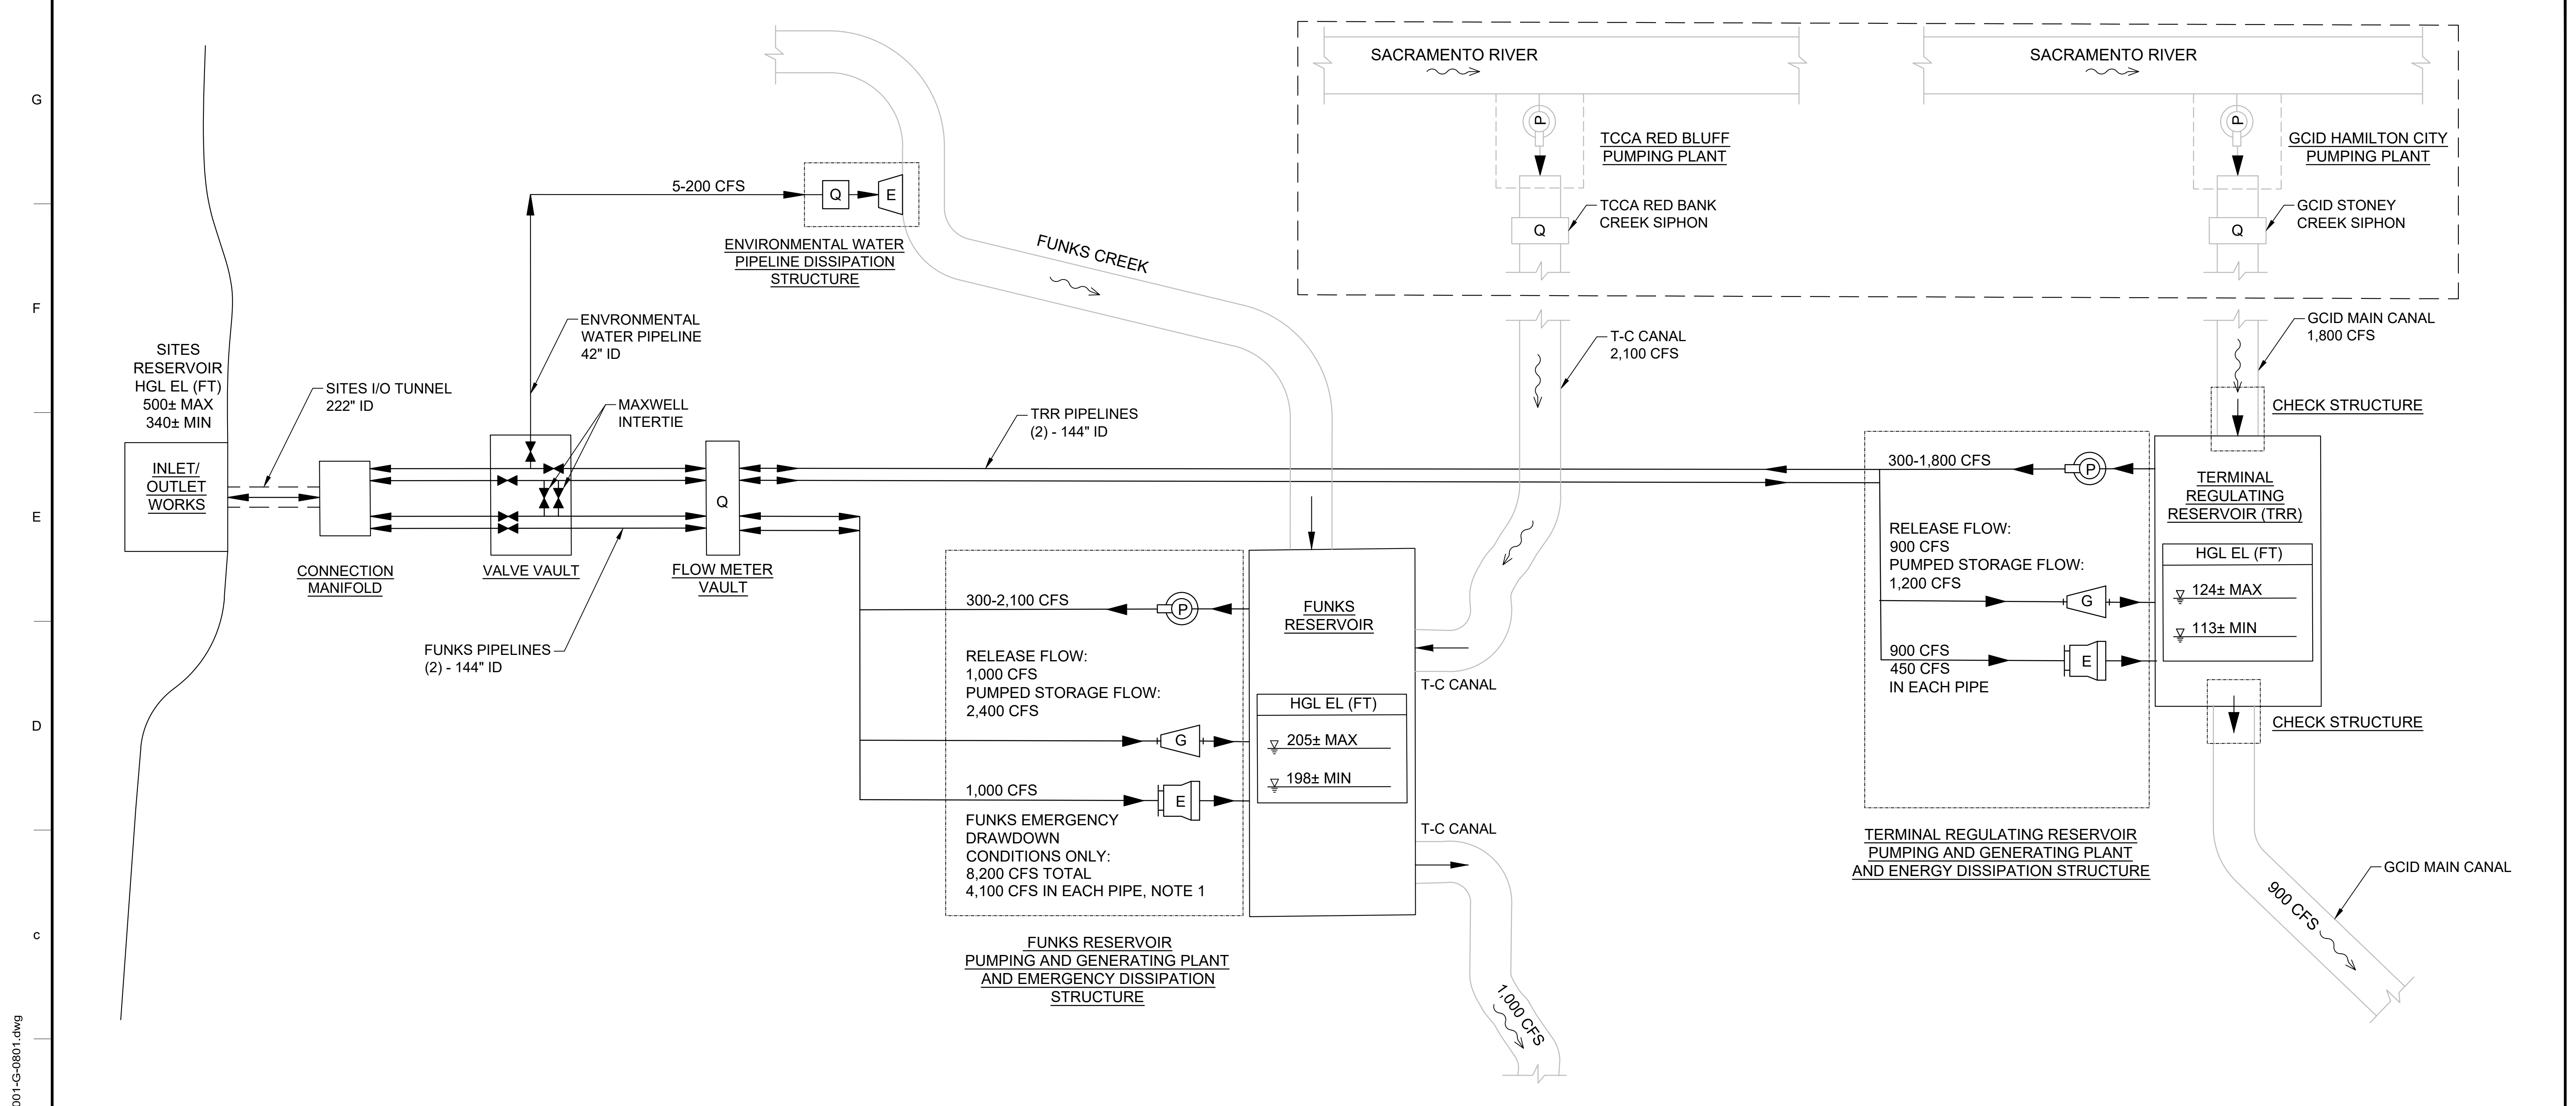 G
F
E
D
c
001-G-0801.dwg
SACRAMENTO RIVER
SACRAMENTO RIVER
P
TCCA RED BLUFF
PUMPING PLANT
P
GCID HAMILTON CITY
PUMPING PLANT
TCCA RED BANK
CREEK SIPHON
Q
GCID STONEY
CREEK SIPHON
Q
5-200 CFS
Q
E
ENVIRONMENTAL WATER
PIPELINE DISSIPATION
STRUCTURE
FUNKS CREEK
ENVRONMENTAL
WATER PIPELINE
42" ID
SITES
RESERVOIR
HGL EL (FT)
500± MAX
340± MIN
SITES I/O TUNNEL
222" ID
MAXWELL
INTERTIE
TRR PIPELINES
(2) - 144" ID
T-C CANAL
2,100 CFS
GCID MAIN CANAL
1,800 CFS
CHECK STRUCTURE
INLET/
OUTLET
WORKS
CONNECTION
MANIFOLD
VALVE VAULT
Q
FLOW METER
VAULT
FUNKS PIPELINES
(2) - 144" ID
300-2,100 CFS
P
RELEASE FLOW:
1,000 CFS
PUMPED STORAGE FLOW:
2,400 CFS
G
1,000 CFS
E
FUNKS EMERGENCY
DRAWDOWN
CONDITIONS ONLY:
8,200 CFS TOTAL
4,100 CFS IN EACH PIPE, NOTE 1
FUNKS RESERVOIR
PUMPING AND GENERATING PLANT
AND EMERGENCY DISSIPATION
STRUCTURE
FUNKS
RESERVOIR
HGL EL (FT)
205± MAX
198± MIN
T-C CANAL
T-C CANAL
1,000 CFS
300-1,800 CFS
P
RELEASE FLOW:
900 CFS
PUMPED STORAGE FLOW:
1,200 CFS
G
900 CFS
450 CFS
IN EACH PIPE
E
TERMINAL REGULATING RESERVOIR
PUMPING AND GENERATING PLANT
AND ENERGY DISSIPATION STRUCTURE
TERMINAL
REGULATING
RESERVOIR (TRR)
HGL EL (FT)
124± MAX
113± MIN
CHECK STRUCTURE
GCID MAIN CANAL
900 CFS